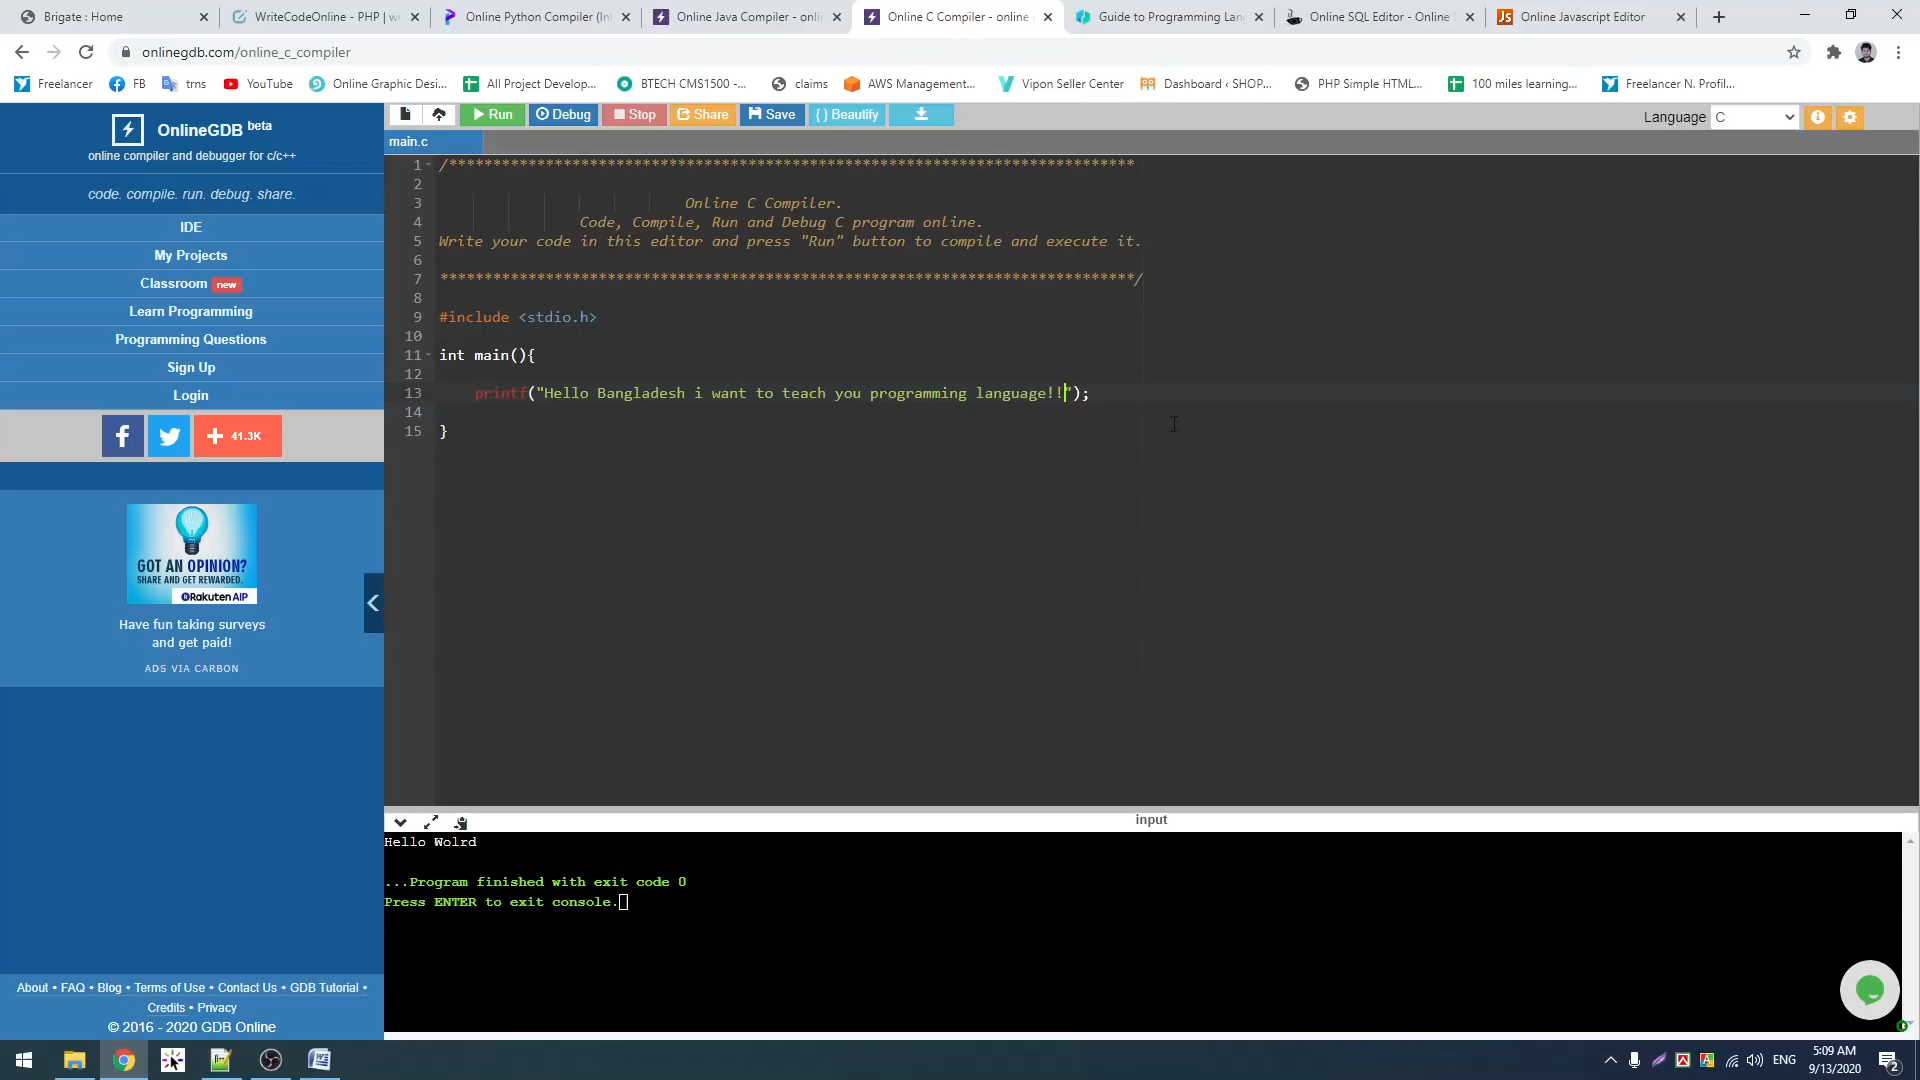 Brigate : Home
WriteCodeOnline - PHP | w
Online Python Compiler (In
Online Java Compiler - onlin
Online C Compiler - online
Guide to Programming Lan
Online SQL Editor - Online
JS Online Javascript Editor
onlinegdb.com/online_c_compiler
Freelancer
FB
trns
YouTube
Online Graphic Desi...
All Project Develop...
BTECH CMS1500 -...
claims
AWS Management...
Vipon Seller Center
Dashboard ‹ SHOP...
PHP Simple HTML...
100 miles learning...
Freelancer N. Profil...
OnlineGDB beta
online compiler and debugger for c/c++
code. compile. run. debug. share.
IDE
My Projects
Classroom new
Learn Programming
Programming Questions
Sign Up
Login
41.3K
GOT AN OPINION?
SHARE AND GET REWARDED.
Rakuten AIP
Have fun taking surveys
and get paid!
ADS VIA CARBON
About • FAQ • Blog • Terms of Use • Contact Us • GDB Tutorial •
Credits • Privacy
© 2016 - 2020 GDB Online
Run Debug Stop Share Save { } Beautify
Language C
main.c
1 /*******************************************************************************
2
3 Online C Compiler.
4 Code, Compile, Run and Debug C program online.
5 Write your code in this editor and press "Run" button to compile and execute it.
6
7 *******************************************************************************/
8
9 #include <stdio.h>
10
11 int main(){
12
13 printf("Hello Bangladesh i want to teach you programming language!!");
14
15 }
input
Hello Wolrd
...Program finished with exit code 0
Press ENTER to exit console.
ENG
5:09 AM
9/13/2020
2